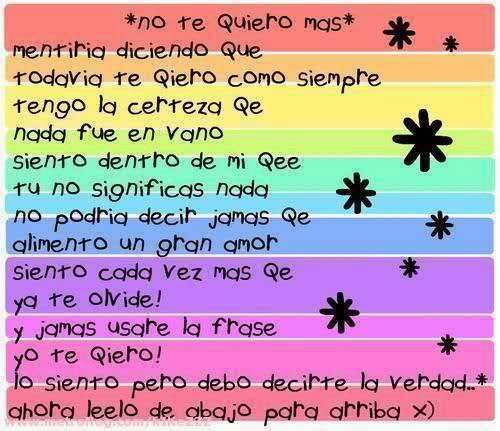 *no te Quiero mas*
mentiria diciendo Que
todavia te Qiero como siempre
tengo la certeza Qe
nada fue en vano
siento dentro de mi Qee
tu no significas nada
no podria decir jamas Qe
alimento un gran amor
siento cada vez mas Qe
ya te olvide!
y jamas usare la frase
yo te Qiero!
lo siento pero debo decirte la verdad..*
ahora leelo de abajo para arriba x)